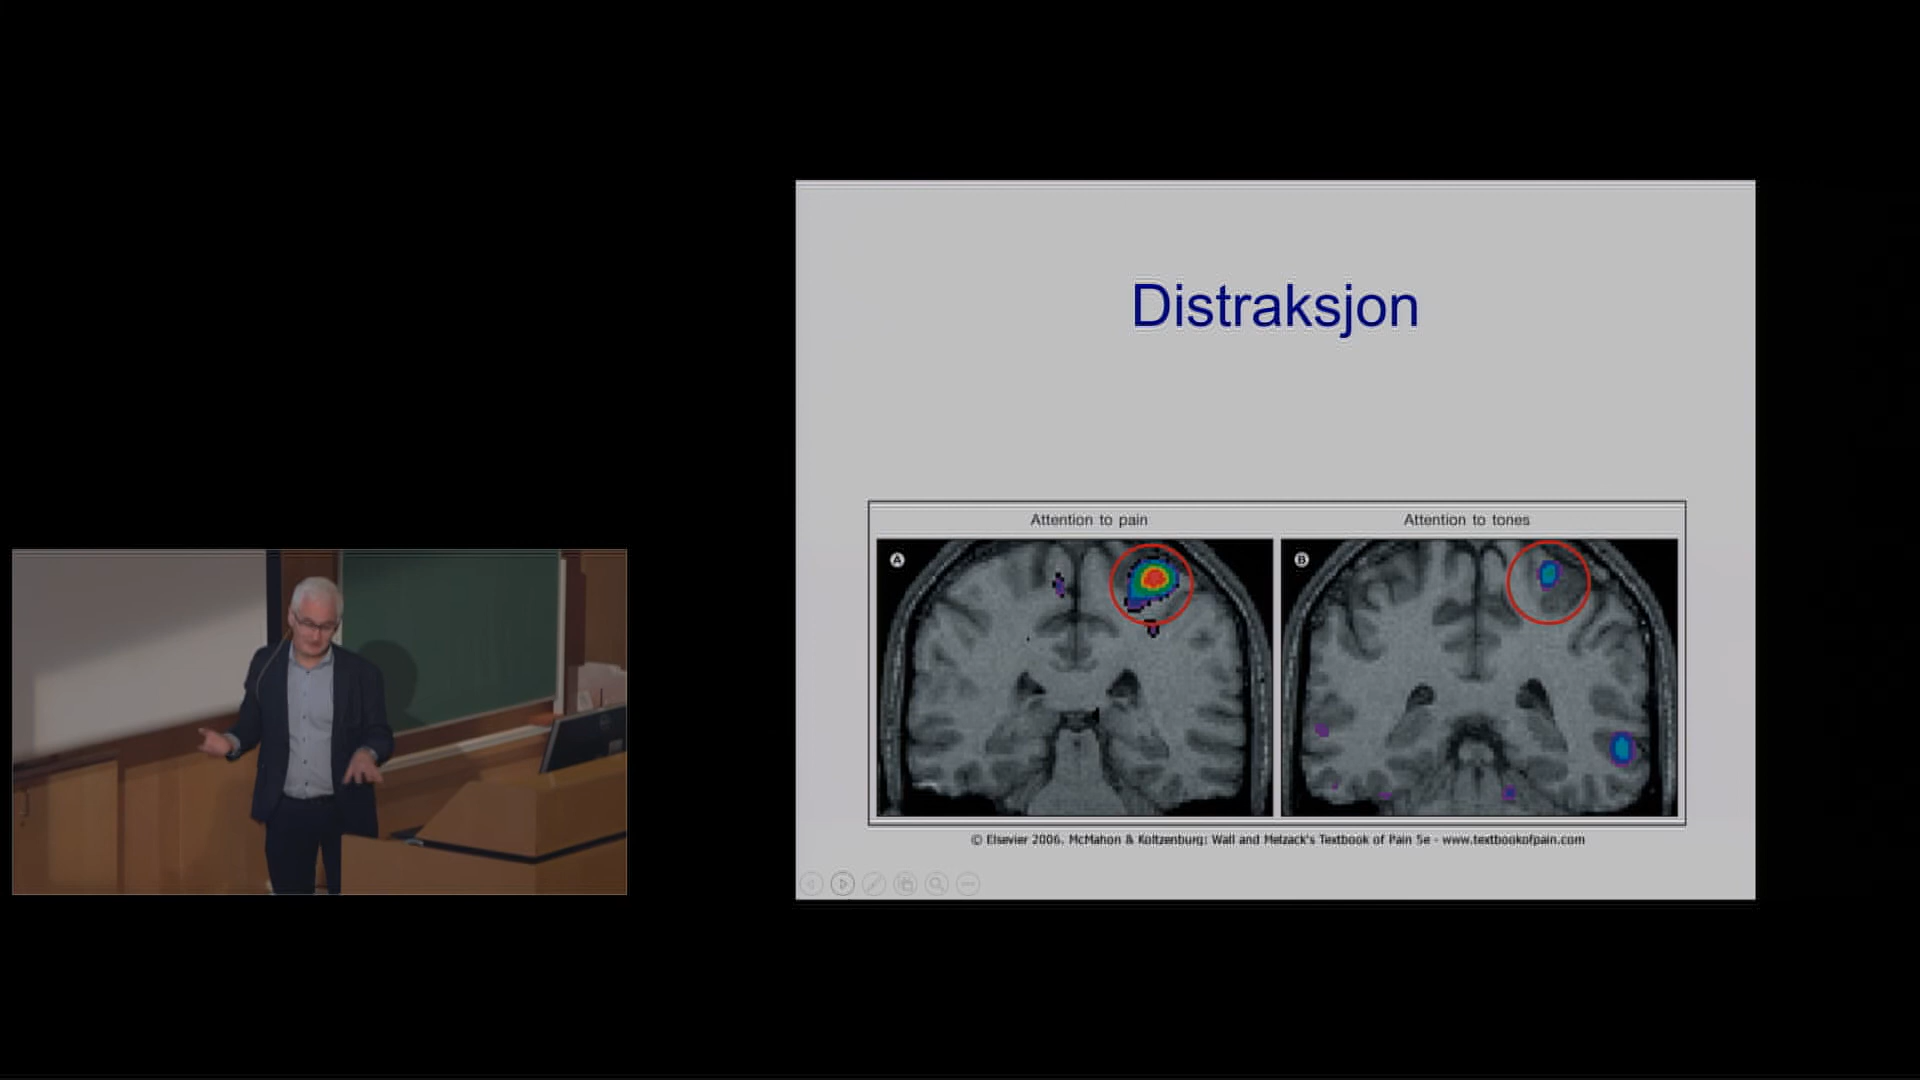 Distraksjon
Attention to pain
Attention to tones
A
B
© Elsevier 2006. McMahon & Koltzenburg: Wall and Melzack's Textbook of Pain 5e - www.textbookofpain.com